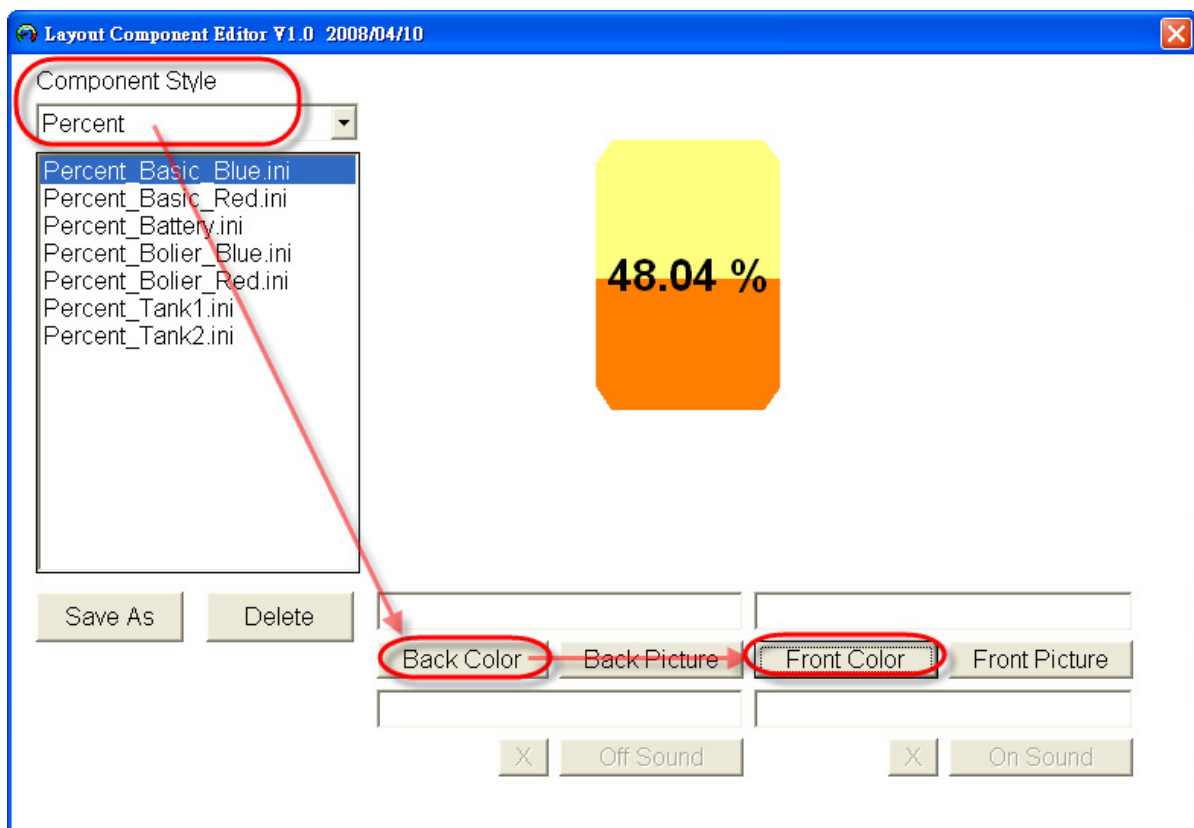 Layout Component Editor V1.0 2008/04/10
Component Style
Percent
Percent_Basic_Blue.ini
Percent_Basic_Red.ini
Percent_Battery.ini
Percent_Bolier_Blue.ini
Percent_Bolier_Red.ini
Percent_Tank1.ini
Percent_Tank2.ini
48.04 %
Save As Delete
Back Color Back Picture Front Color Front Picture
X Off Sound X On Sound